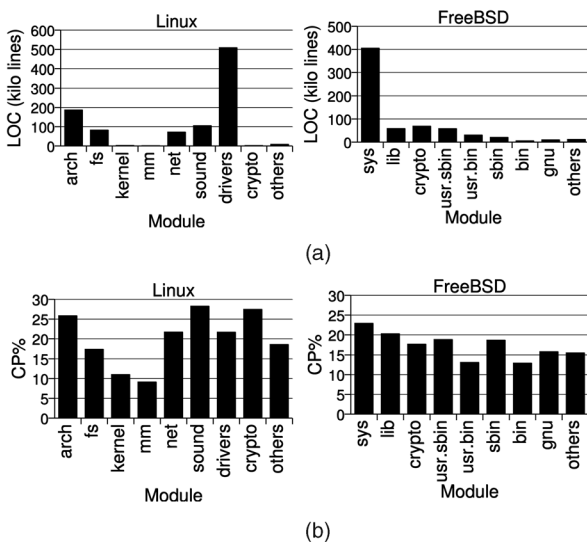 Linux
LOC (kilo lines)
600
500
400
300
200
100
0
arch
fs
kernel
mm
net
sound
drivers
crypto
others
Module
FreeBSD
LOC (kilo lines)
500
400
300
200
100
0
sys
lib
crypto
usr.sbin
usr.bin
sbin
bin
gnu
others
Module
(a)
Linux
CP%
30
25
20
15
10
5
0
arch
fs
kernel
mm
net
sound
drivers
crypto
others
Module
FreeBSD
CP%
30
25
20
15
10
5
0
sys
lib
crypto
usr.sbin
usr.bin
sbin
bin
gnu
others
Module
(b)